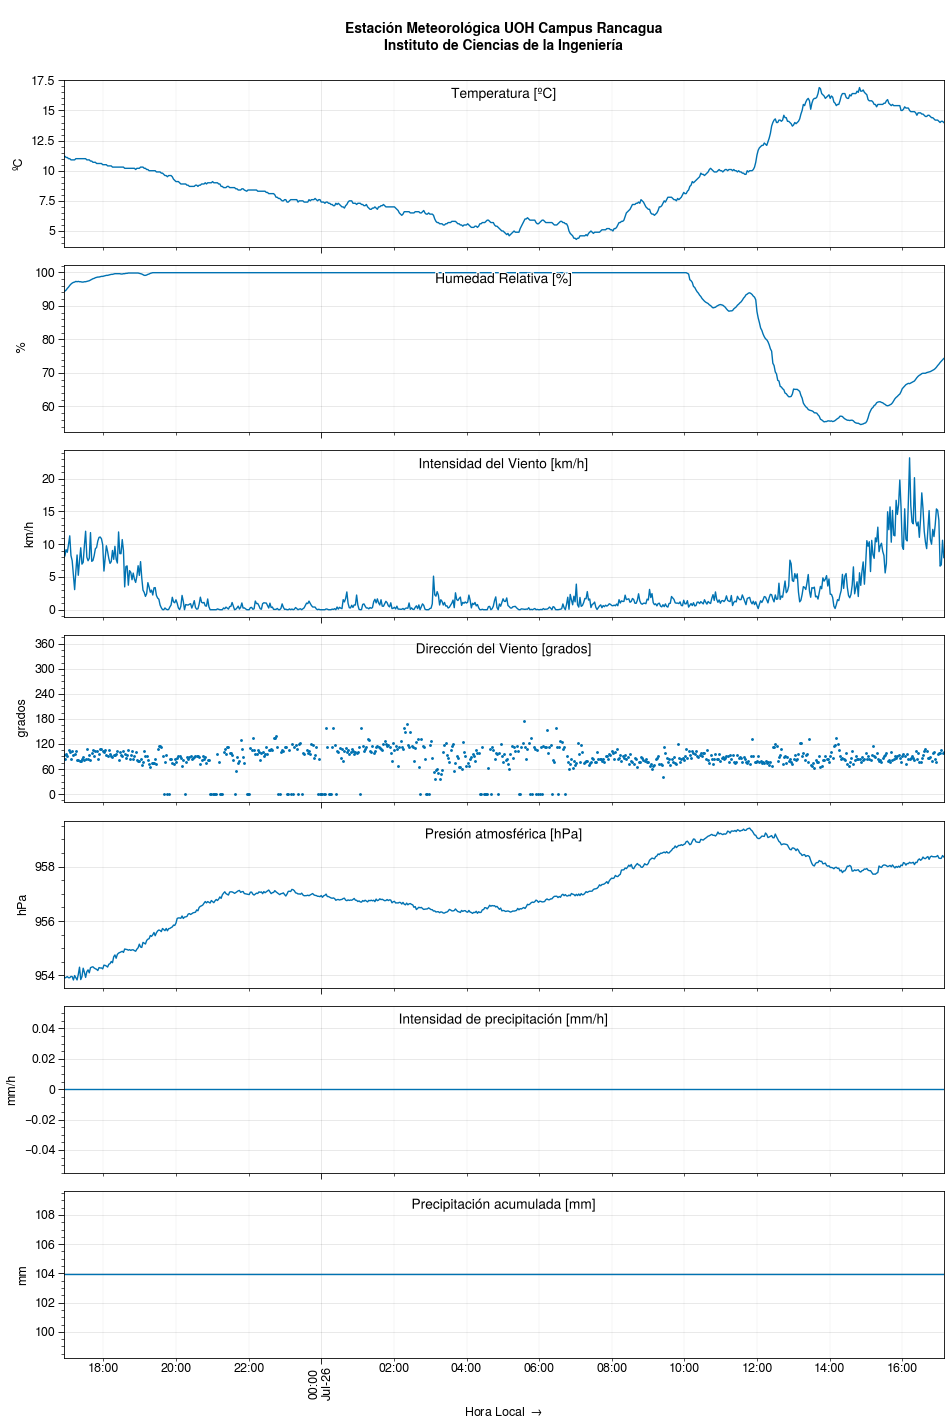 Estación Meteorológica UOH Campus Rancagua
Instituto de Ciencias de la Ingeniería
Temperatura [ºC]
ºC
17.5
15
12.5
10
7.5
5
Humedad Relativa [%]
%
100
90
80
70
60
Intensidad del Viento [km/h]
km/h
20
15
10
5
0
Dirección del Viento [grados]
grados
360
300
240
180
120
60
0
Presión atmosférica [hPa]
hPa
958
956
954
Intensidad de precipitación [mm/h]
mm/h
0.04
0.02
0
−0.02
−0.04
Precipitación acumulada [mm]
mm
108
106
104
102
100
18:00 20:00 22:00 00:00 02:00 04:00 06:00 08:00 10:00 12:00 14:00 16:00
Jul-26
Hora Local →